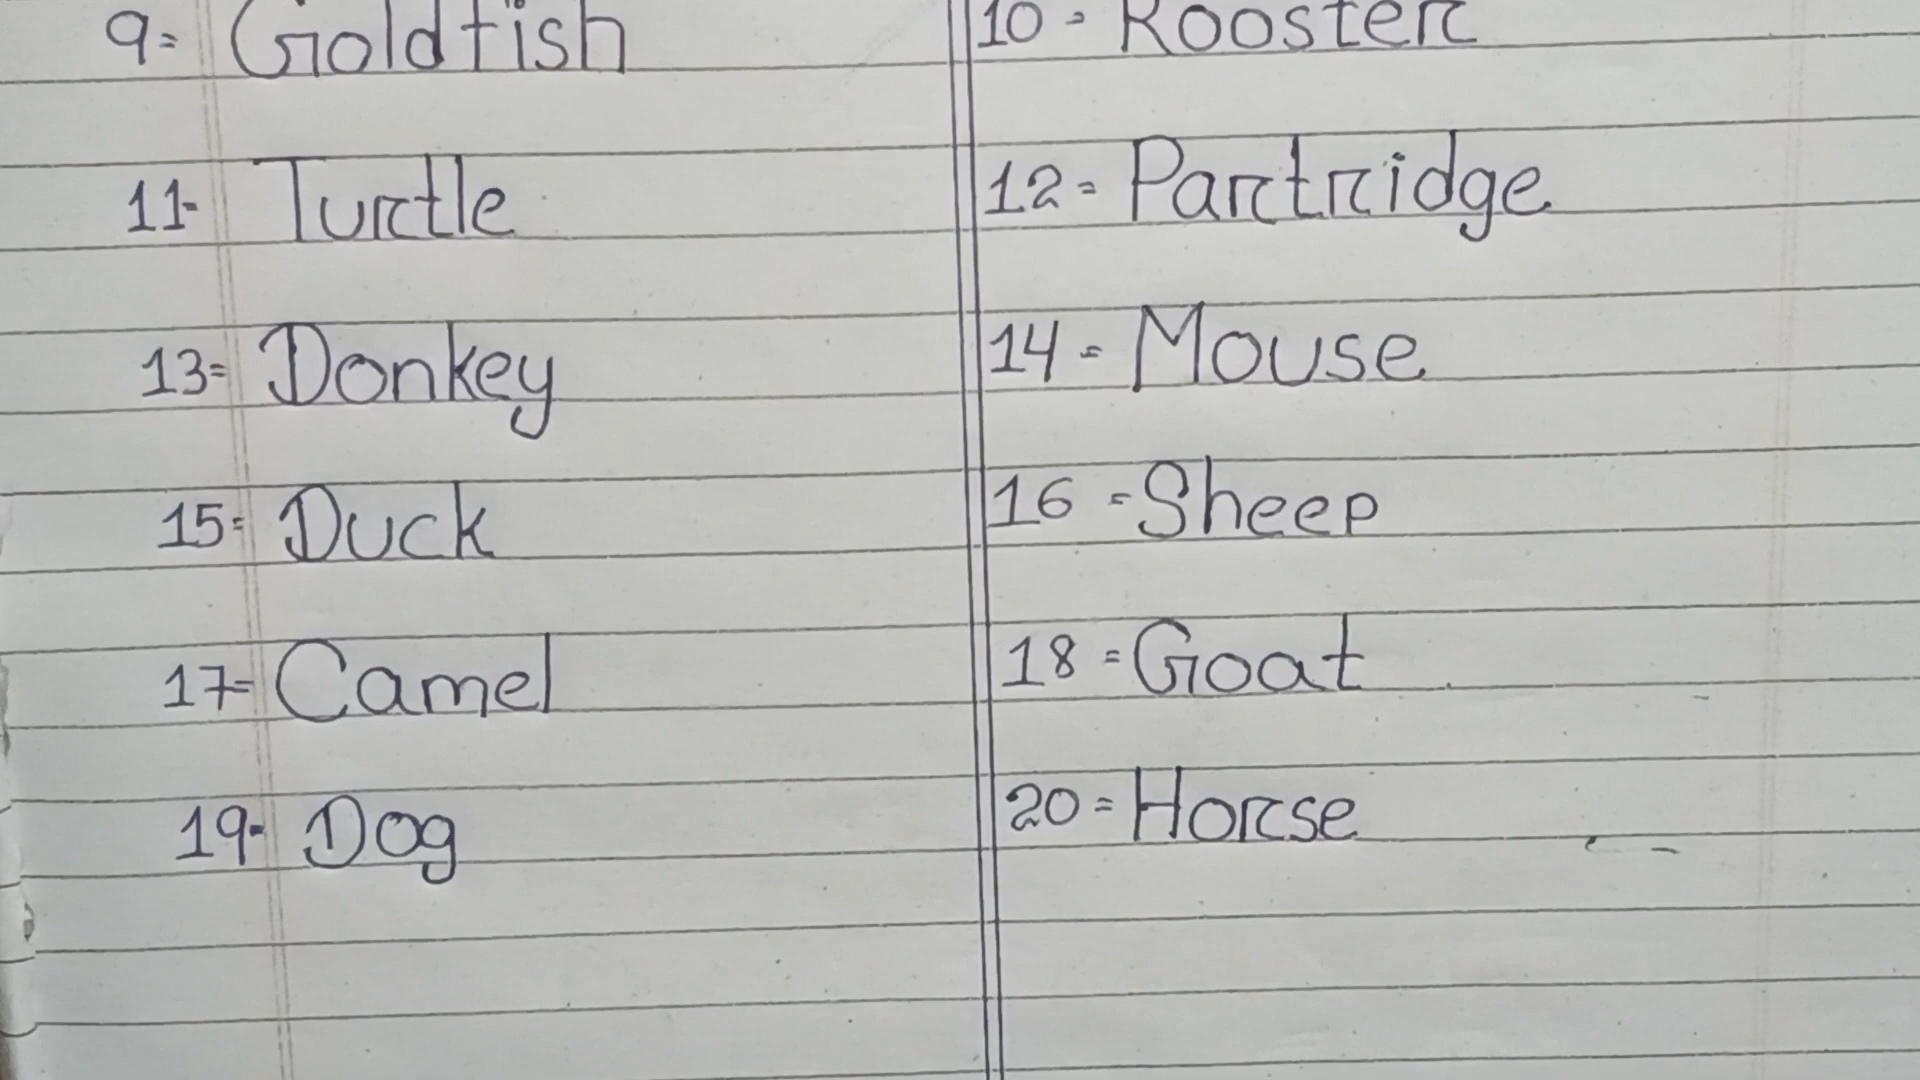 9= Goldfish 10= Rooster
11- Turtle 12= Partridge
13= Donkey 14= Mouse
15= Duck 16= Sheep
17= Camel 18= Goat
19- Dog 20= Horse